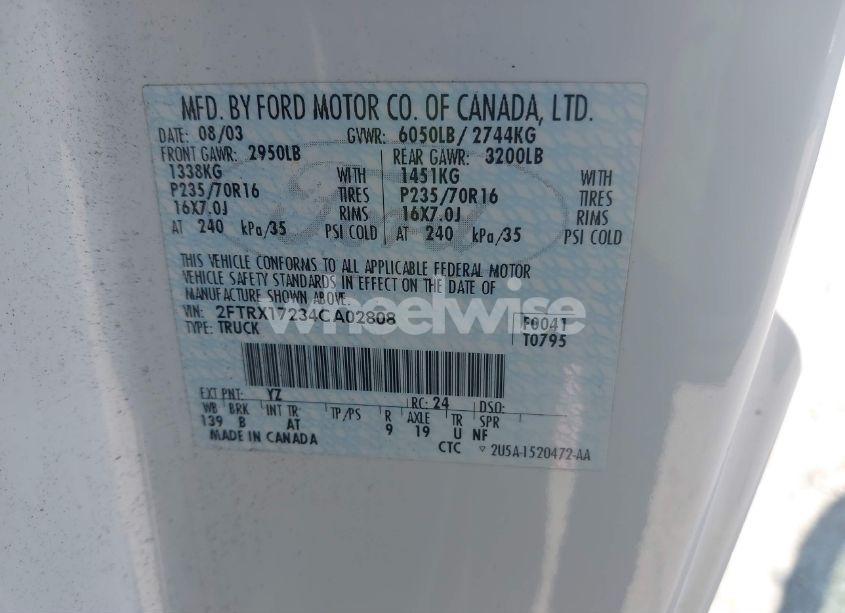 MFD. BY FORD MOTOR CO. OF CANADA, LTD.
DATE: 08/03 GVWR: 6050LB/ 2744KG
FRONT GAWR: 2950LB REAR GAWR: 3200LB
1338KG WITH 1451KG WITH
P235/70R16 TIRES P235/70R16 TIRES
16X7.0J RIMS 16X7.0J RIMS
AT 240 kPa/35 PSI COLD AT 240 kPa/35 PSI COLD
Ford
THIS VEHICLE CONFORMS TO ALL APPLICABLE FEDERAL MOTOR
VEHICLE SAFETY STANDARDS IN EFFECT ON THE DATE OF
MANUFACTURE SHOWN ABOVE.
wheelwise
VIN: 2FTRX17234CA02808 F0041
TYPE: TRUCK T0795
EXT PNT: YZ RC: 24 DSO:
WB BRK INT TR TP/PS R AXLE TR SPR
139 B AT 9 19 U NF
MADE IN CANADA CTC 2U5A-1520472-AA